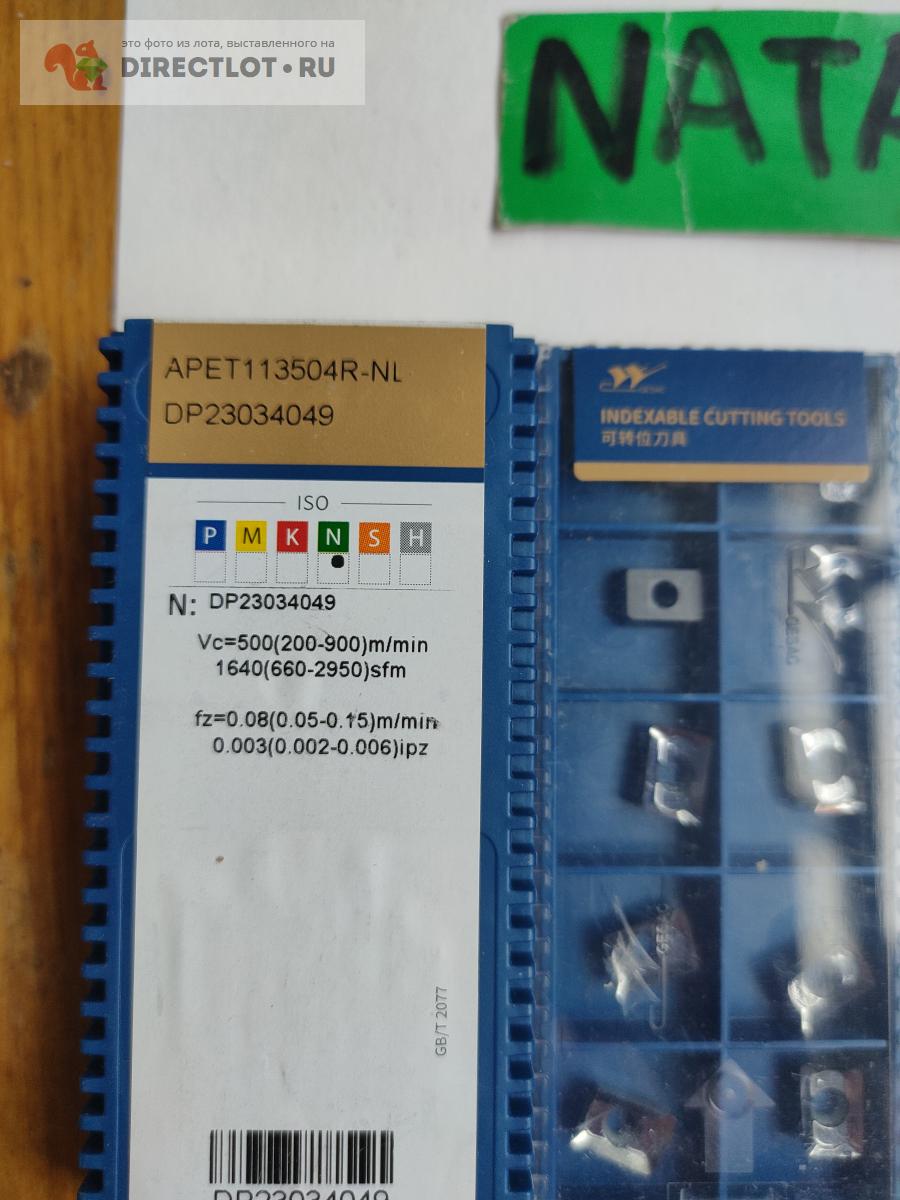 это фото из лота, выставленного на
DIRECTLOT•RU
NATA
APET113504R-NL
DP23034049
INDEXABLE CUTTING TOOLS
可转位刀具
ISO
P M K N S H
N: DP23034049
Vc=500(200-900)m/min
1640(660-2950)sfm
fz=0.08(0.05-0.15)m/min
0.003(0.002-0.006)ipz
GB/T 2077
DP23034049